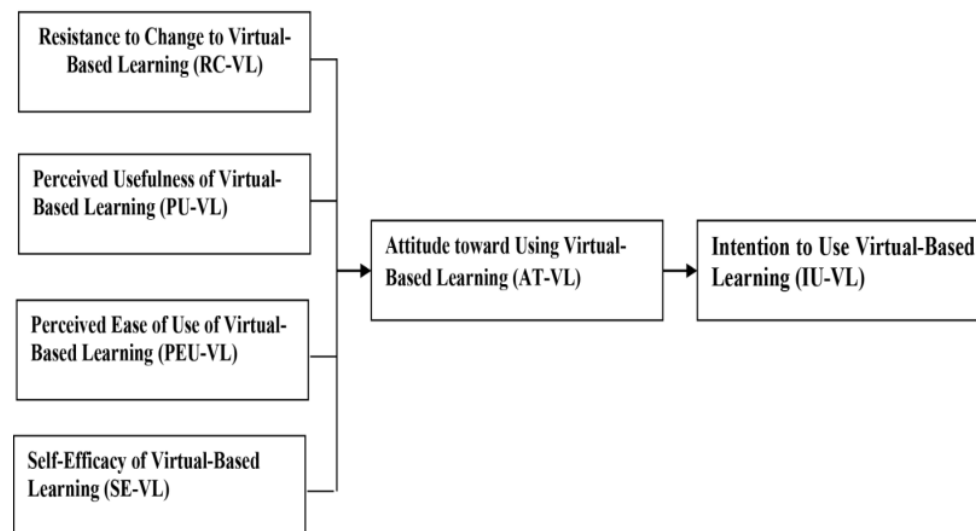 Resistance to Change to Virtual-
Based Learning (RC-VL)
Perceived Usefulness of Virtual-
Based Learning (PU-VL)
Perceived Ease of Use of Virtual-
Based Learning (PEU-VL)
Self-Efficacy of Virtual-Based
Learning (SE-VL)
Attitude toward Using Virtual-
Based Learning (AT-VL)
Intention to Use Virtual-Based
Learning (IU-VL)